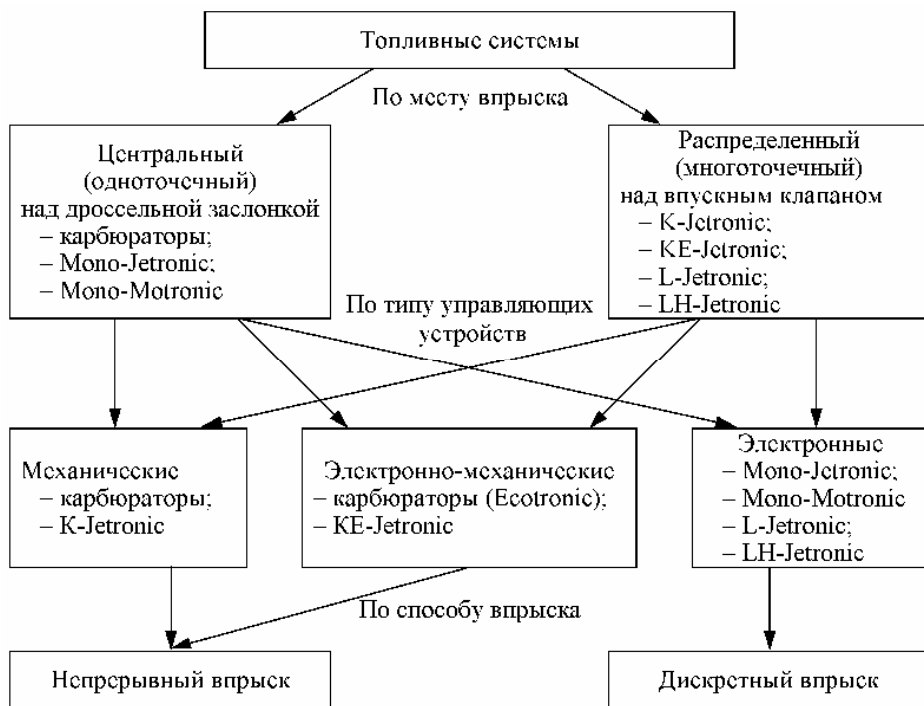 Топливные системы
По месту впрыска
Центральный
(одноточечный)
над дроссельной заслонкой
– карбюраторы;
– Mono-Jetronic;
– Mono-Motronic
Распределенный
(многоточечный)
над впускным клапаном
– K-Jetronic;
– KE-Jetronic;
– L-Jetronic;
– LH-Jetronic
По типу управляющих
устройств
Механические
– карбюраторы;
– K-Jetronic
Электронно-механические
– карбюраторы (Ecotronic);
– KE-Jetronic
Электронные
– Mono-Jetronic;
– Mono-Motronic
– L-Jetronic;
– LH-Jetronic
По способу впрыска
Непрерывный впрыск
Дискретный впрыск